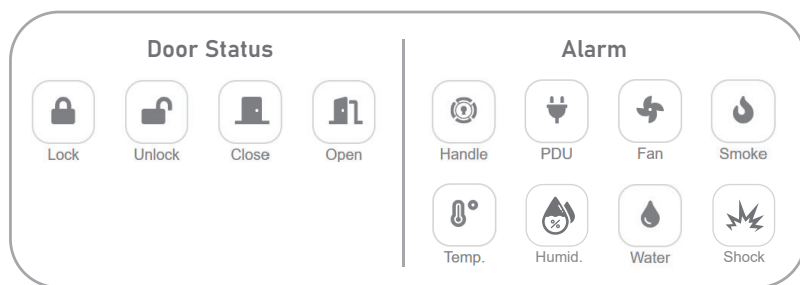 Door Status
Lock Unlock Close Open
Alarm
Handle PDU Fan Smoke
%
Temp. Humid. Water Shock